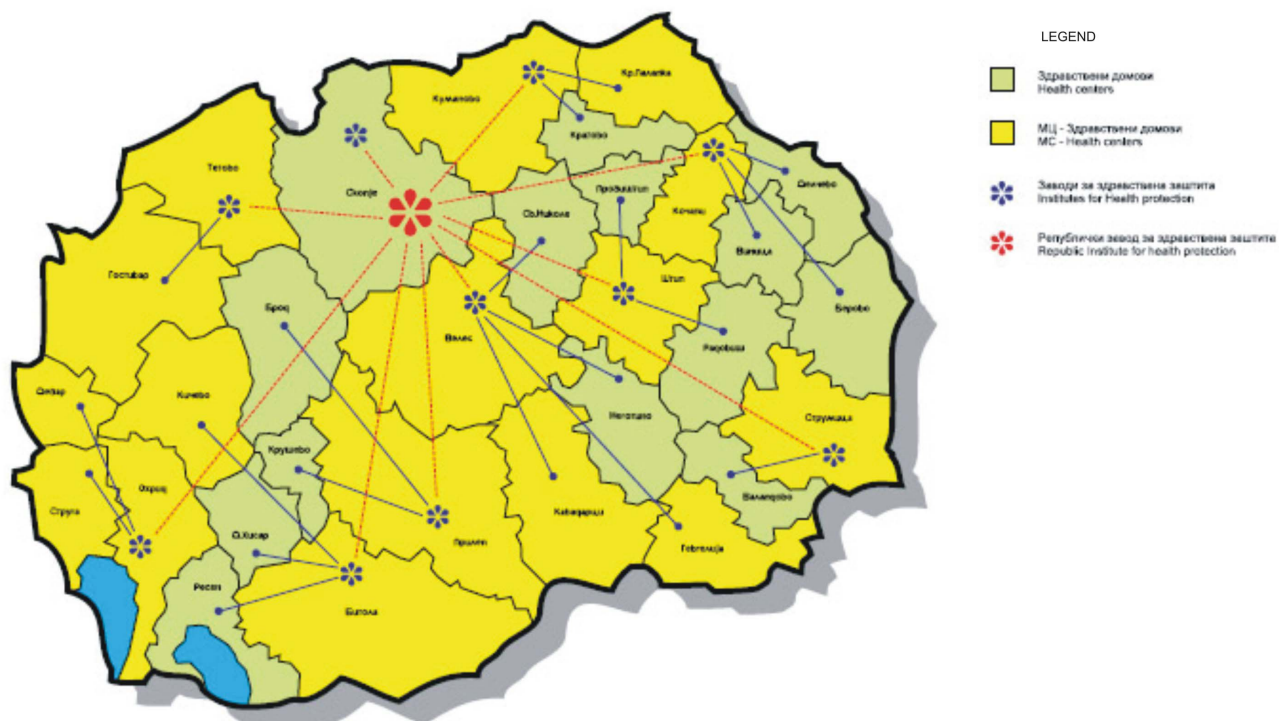 LEGEND
Здравствени домови
Health centers
МЦ - Здравствени домови
MC - Health centers
Заводи за здравствена заштита
Institutes for Health protection
Републички завод за здравствена заштита
Republic Institute for health protection
Кр.Паланка
Куманово
Кратово
Тетово
Скопје
Пробиштип
Делчево
Св.Николе
Кочани
Виница
Гостивар
Штип
Берово
Брод
Велес
Радовиш
Дебар
Кичево
Неготино
Струмица
Крушево
Охрид
Струга
Кавадарци
Валандово
Д.Хисар
Прилеп
Гевгелија
Ресен
Битола